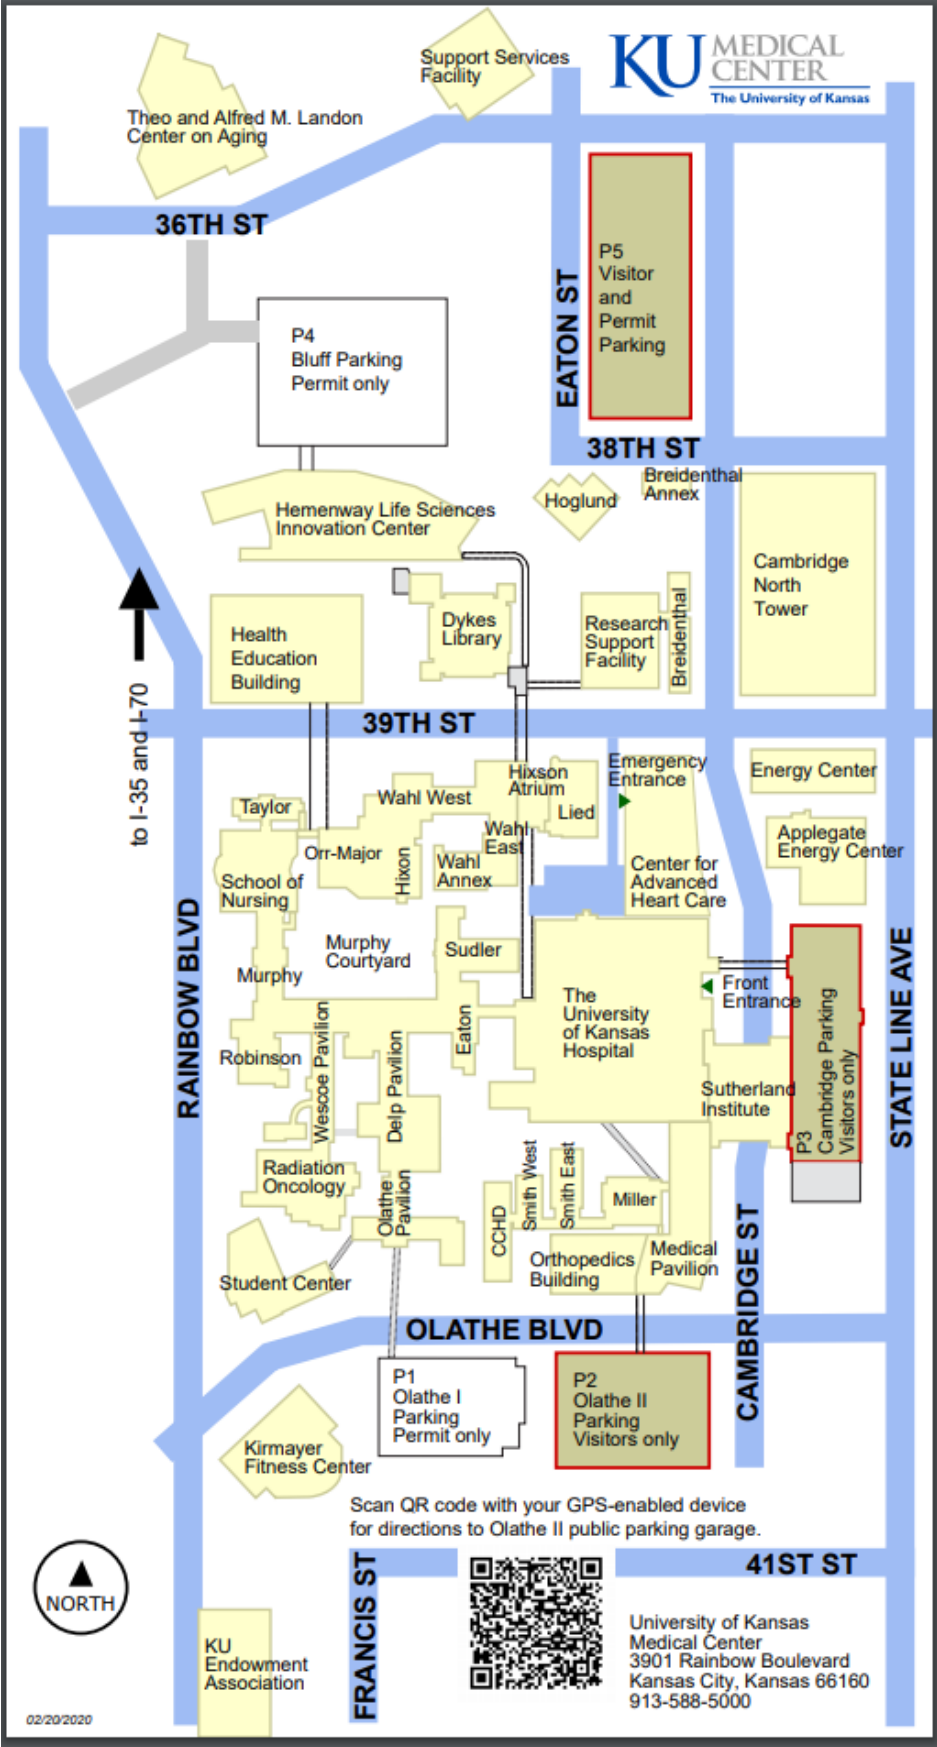 Support Services
Facility
KU MEDICAL
CENTER
The University of Kansas
Theo and Alfred M. Landon
Center on Aging
36TH ST
P5
Visitor
and
Permit
Parking
EATON ST
P4
Bluff Parking
Permit only
38TH ST
Breidenthal
Annex
Hoglund
Hemenway Life Sciences
Innovation Center
Cambridge
North
Tower
Dykes
Library
Research
Support
Facility
Breidenthal
Health
Education
Building
to I-35 and I-70
39TH ST
Emergency
Entrance
Energy Center
Hixson
Atrium
Lied
Wahl West
Taylor
Wahl
East
Applegate
Energy Center
Orr-Major
Hixon
Wahl
Annex
Center for
Advanced
Heart Care
School of
Nursing
RAINBOW BLVD
Murphy
Courtyard
Sudler
Murphy
STATE LINE AVE
Front
Entrance
The
University
of Kansas
Hospital
Eaton
P3
Cambridge Parking
Visitors only
Robinson
Wescoe Pavilion
Delp Pavilion
Sutherland
Institute
Radiation
Oncology
Olathe
Pavilion
Smith West
Smith East
Miller
CCHD
Orthopedics
Building
Medical
Pavilion
Student Center
CAMBRIDGE ST
OLATHE BLVD
P1
Olathe I
Parking
Permit only
P2
Olathe II
Parking
Visitors only
Kirmayer
Fitness Center
Scan QR code with your GPS-enabled device
for directions to Olathe II public parking garage.
41ST ST
FRANCIS ST
NORTH
University of Kansas
Medical Center
3901 Rainbow Boulevard
Kansas City, Kansas 66160
913-588-5000
KU
Endowment
Association
02/20/2020